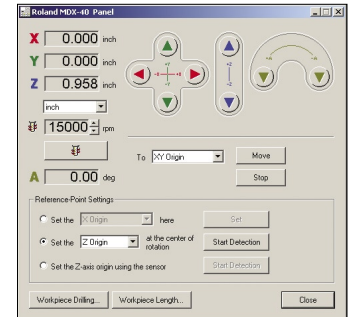 Roland MDX-40 Panel
X 0.000 inch
Y 0.000 inch
Z 0.958 inch
inch
15000 rpm
A 0.00 deg
+Y
-X +X
-Y
+Z
-Z
+A -A
To XY Origin Move
Stop
Reference-Point Settings
Set the X Origin here Set
Set the Z Origin at the center of rotation Start Detection
Set the Z-axis origin using the sensor Start Detection
Workpiece Drilling... Workpiece Length... Close